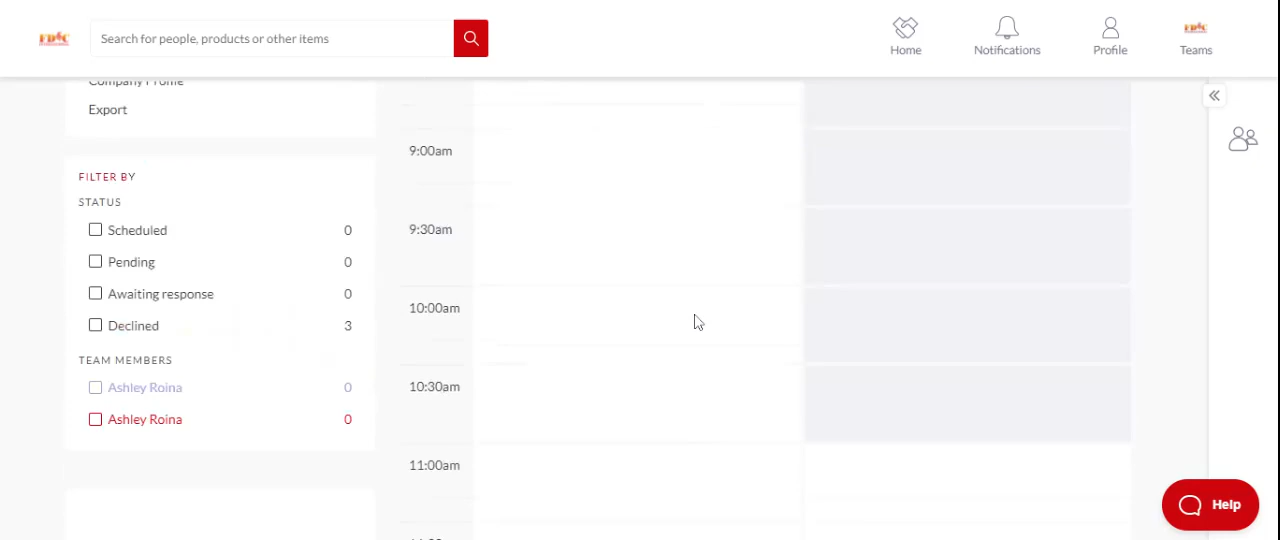 FDIC
Search for people, products or other items
Home
Notifications
Profile
FDIC
Teams
Company Profile
Export
FILTER BY
STATUS
Scheduled 0
Pending 0
Awaiting response 0
Declined 3
TEAM MEMBERS
Ashley Roina 0
Ashley Roina 0
9:00am
9:30am
10:00am
10:30am
11:00am
Help